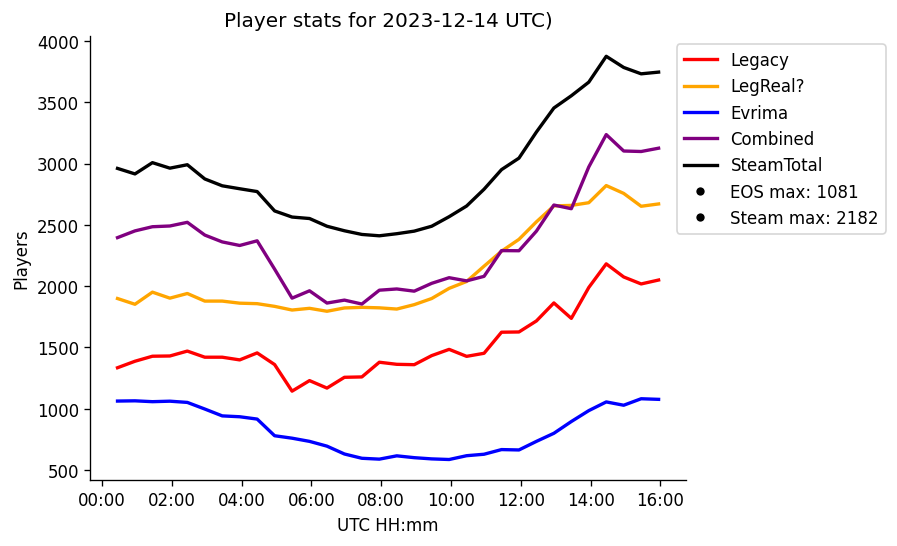 Player stats for 2023-12-14 UTC)
4000
3500
3000
2500
2000
1500
1000
500
Players
00:00 02:00 04:00 06:00 08:00 10:00 12:00 14:00 16:00
UTC HH:mm
Legacy
LegReal?
Evrima
Combined
SteamTotal
EOS max: 1081
Steam max: 2182